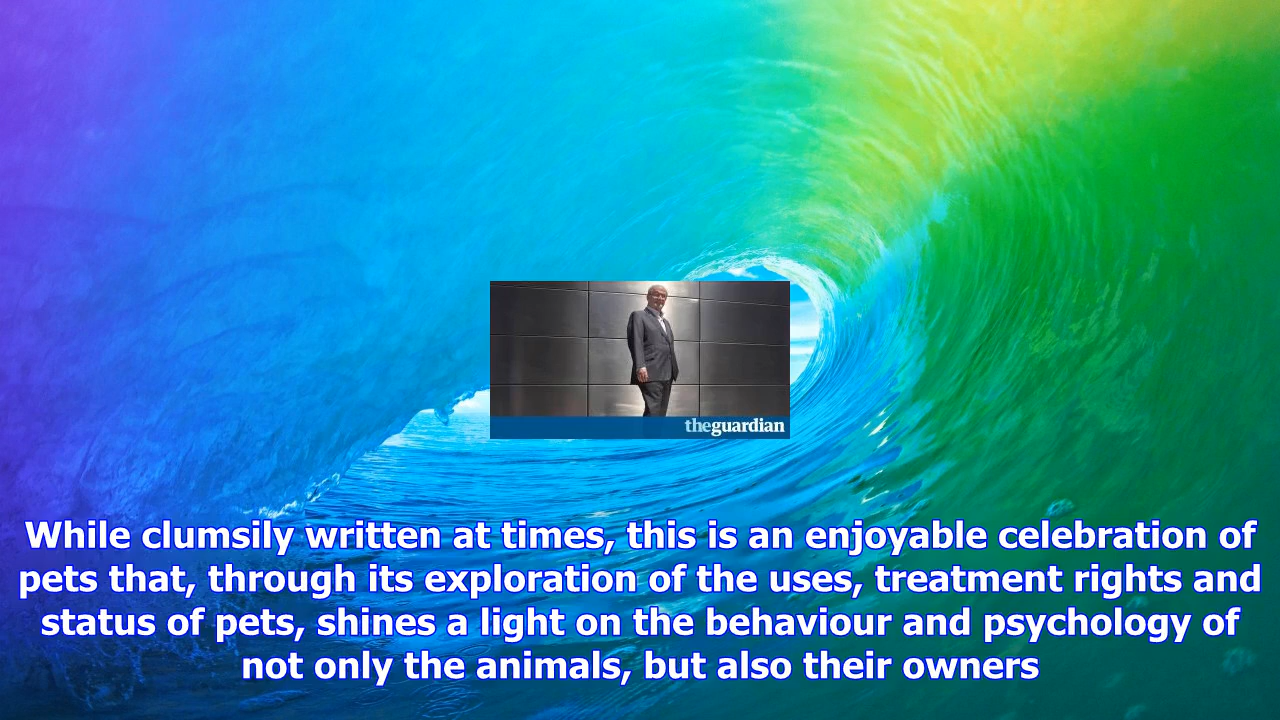 theguardian
While clumsily written at times, this is an enjoyable celebration of
pets that, through its exploration of the uses, treatment rights and
status of pets, shines a light on the behaviour and psychology of
not only the animals, but also their owners